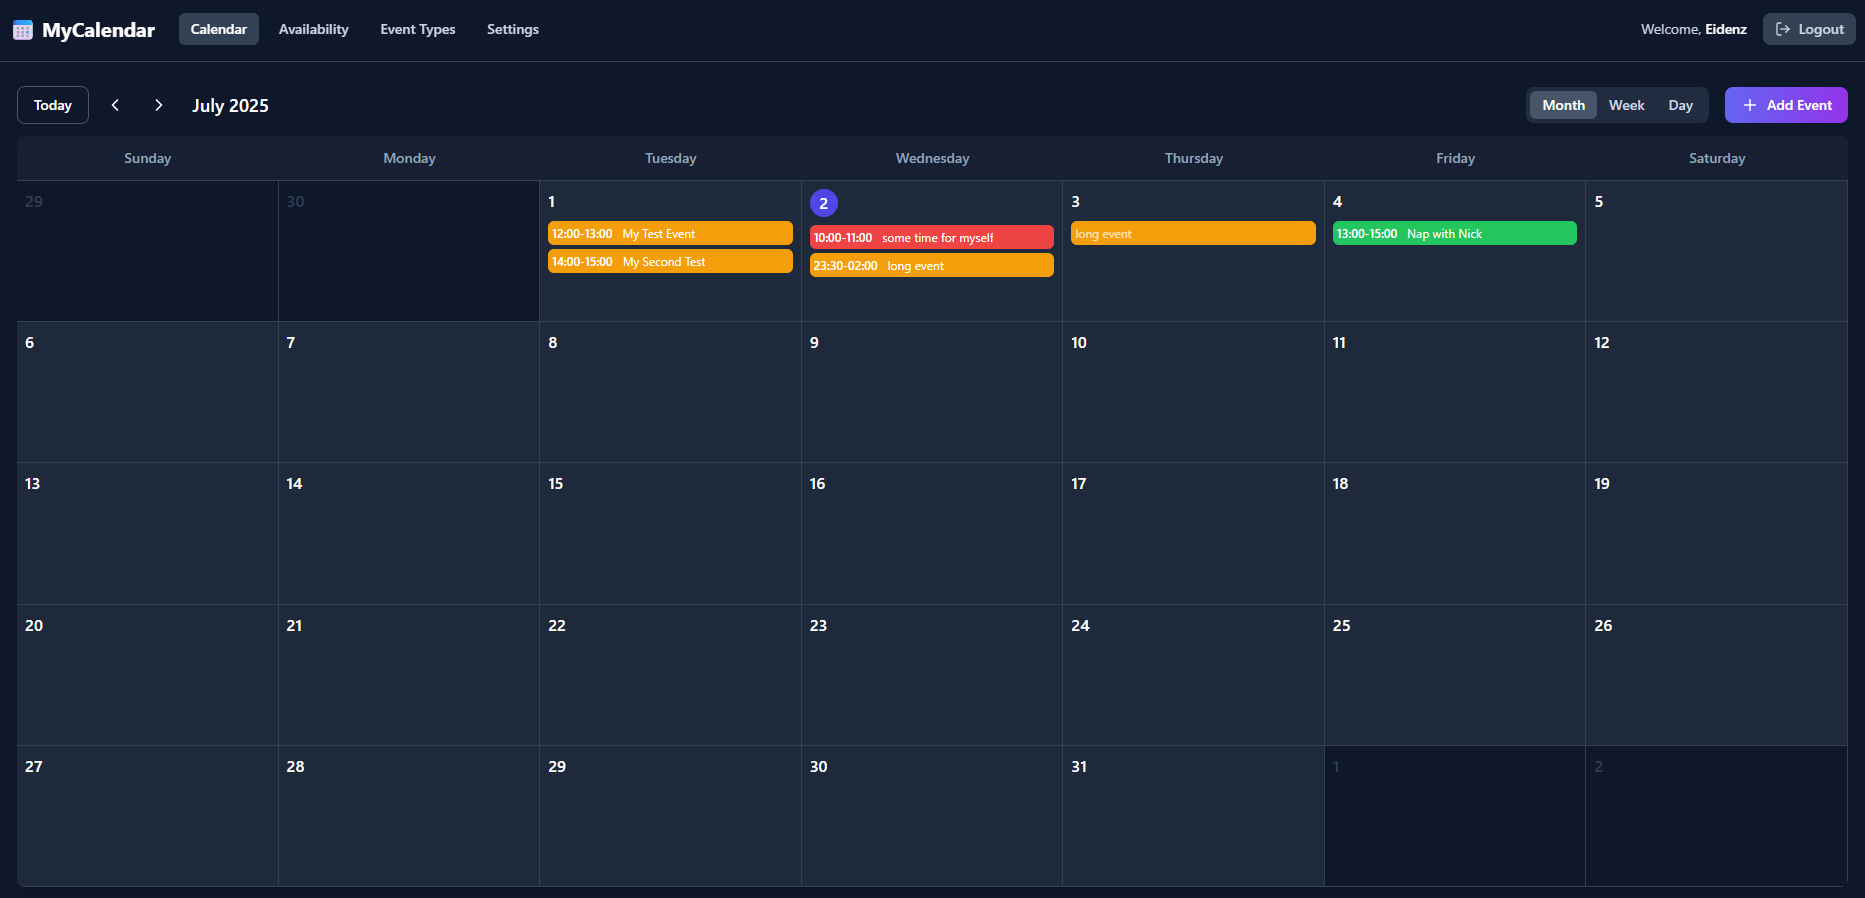 MyCalendar Calendar Availability Event Types Settings Welcome, Eidenz Logout
Today July 2025 Month Week Day Add Event
Sunday Monday Tuesday Wednesday Thursday Friday Saturday
29 30 1 2 3 4 5
12:00-13:00 My Test Event
14:00-15:00 My Second Test
10:00-11:00 some time for myself
23:30-02:00 long event
long event
13:00-15:00 Nap with Nick
6 7 8 9 10 11 12
13 14 15 16 17 18 19
20 21 22 23 24 25 26
27 28 29 30 31 1 2